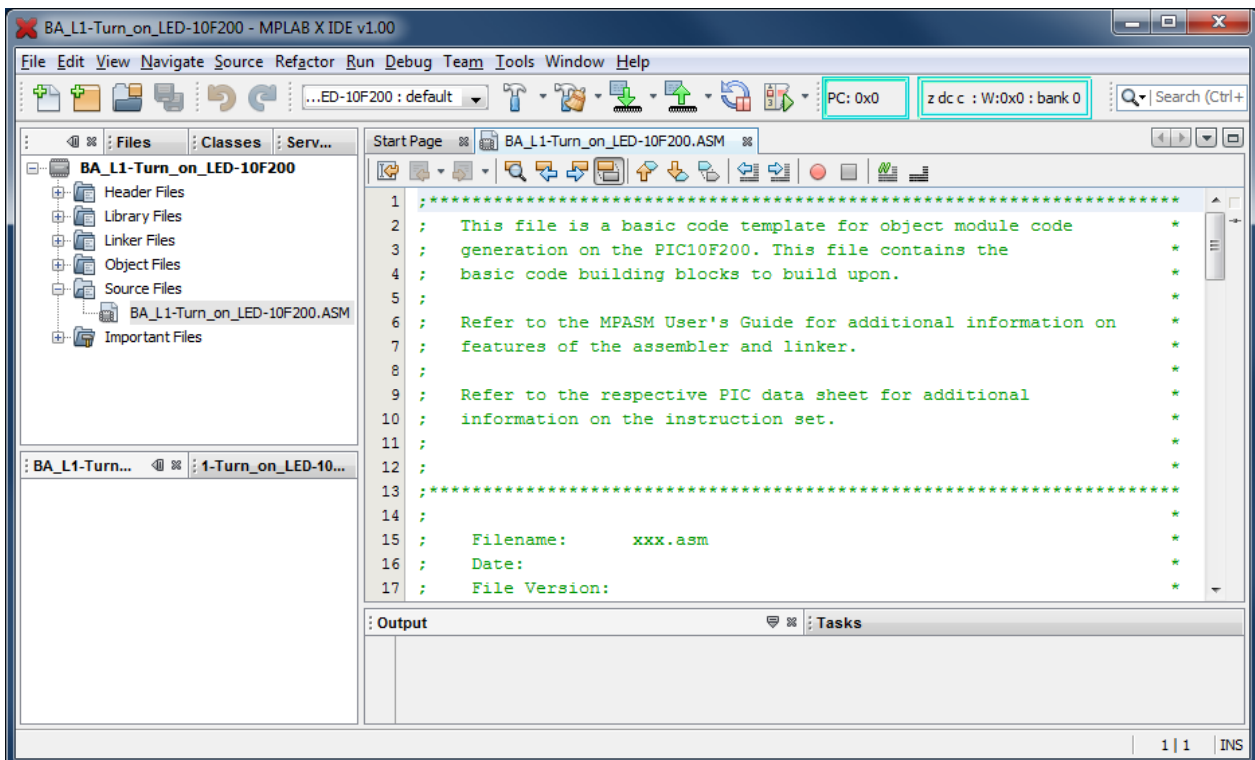 BA_L1-Turn_on_LED-10F200 - MPLAB X IDE v1.00
File Edit View Navigate Source Refactor Run Debug Team Tools Window Help
...ED-10F200 : default PC: 0x0 z dc c : W:0x0 : bank 0 Search (Ctrl+
Files Classes Serv...
BA_L1-Turn_on_LED-10F200
Header Files
Library Files
Linker Files
Object Files
Source Files
BA_L1-Turn_on_LED-10F200.ASM
Important Files
BA_L1-Turn... 1-Turn_on_LED-10...
Start Page BA_L1-Turn_on_LED-10F200.ASM
1 ;**********************************************************************
2 ;   This file is a basic code template for object module code         *
3 ;   generation on the PIC10F200. This file contains the               *
4 ;   basic code building blocks to build upon.                         *
5 ;                                                                     *
6 ;   Refer to the MPASM User's Guide for additional information on     *
7 ;   features of the assembler and linker.                             *
8 ;                                                                     *
9 ;   Refer to the respective PIC data sheet for additional             *
10 ;   information on the instruction set.                               *
11 ;                                                                     *
12 ;                                                                     *
13 ;**********************************************************************
14 ;                                                                     *
15 ;    Filename:      xxx.asm                                           *
16 ;    Date:                                                            *
17 ;    File Version:                                                    *
Output Tasks
1 | 1 INS